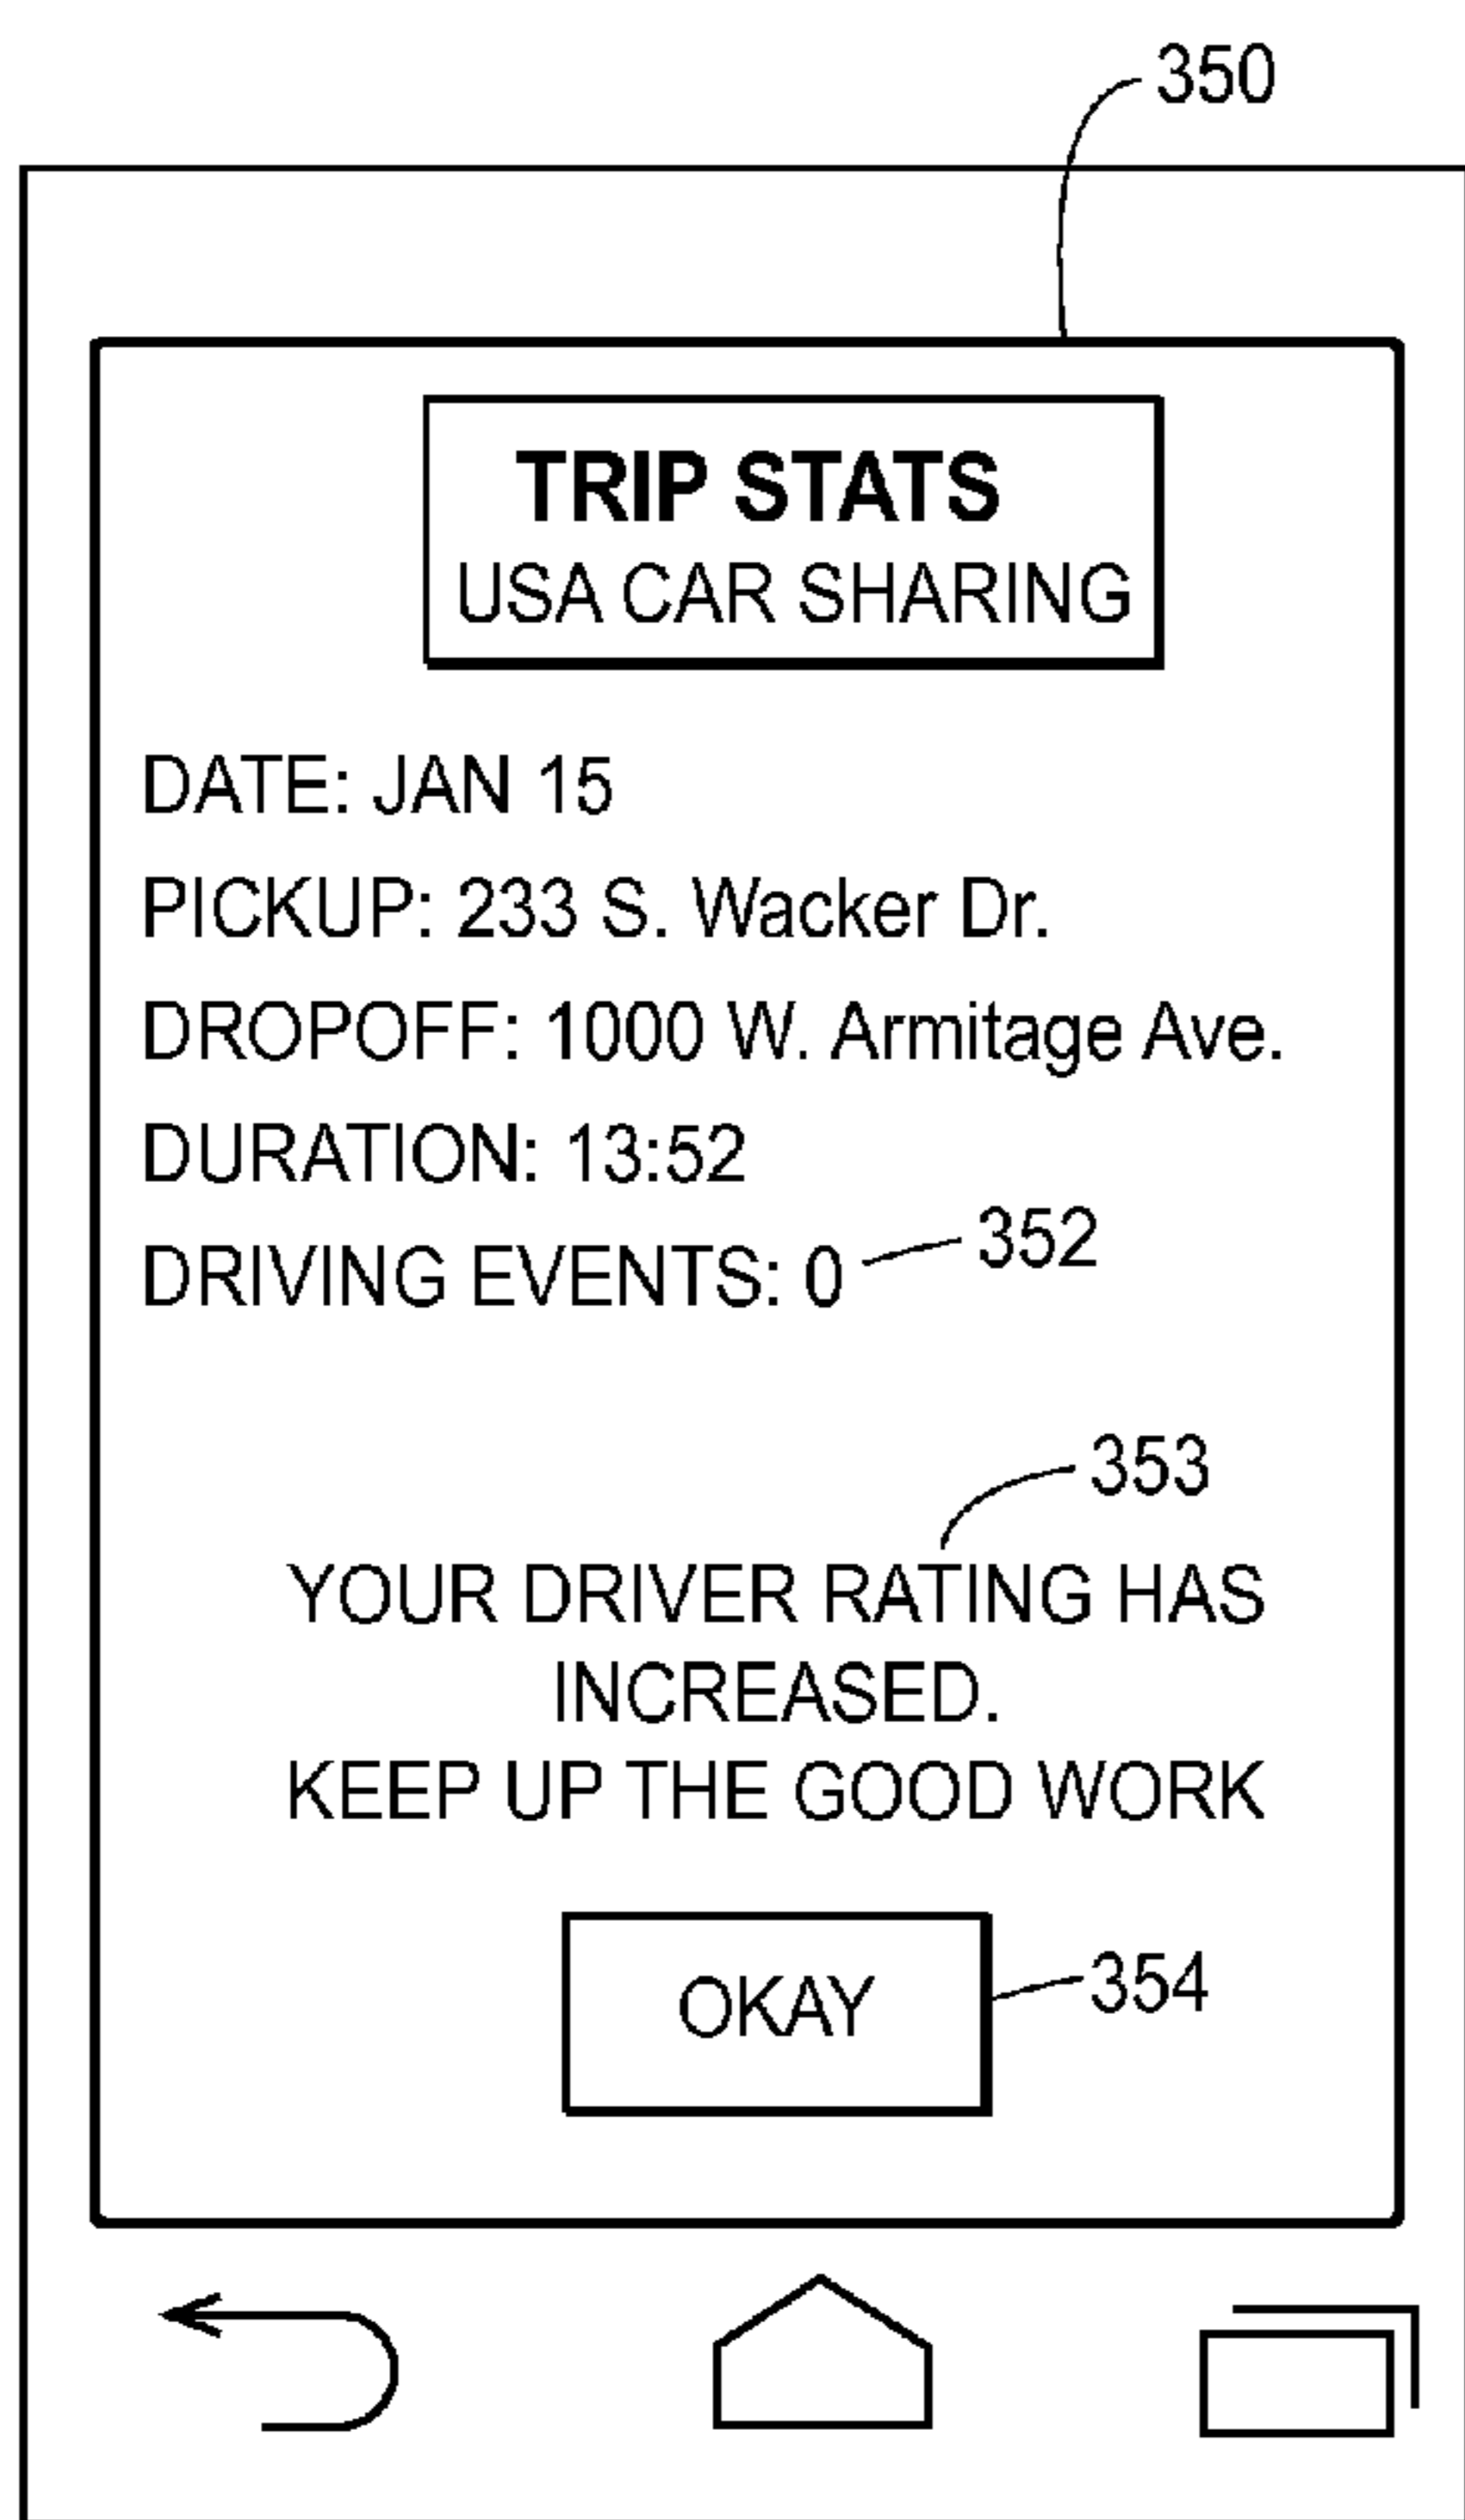 350
TRIP STATS
USA CAR SHARING
DATE: JAN 15
PICKUP: 233 S. Wacker Dr.
DROPOFF: 1000 W. Armitage Ave.
DURATION: 13:52
DRIVING EVENTS: 0 352
353
YOUR DRIVER RATING HAS
INCREASED.
KEEP UP THE GOOD WORK
OKAY 354